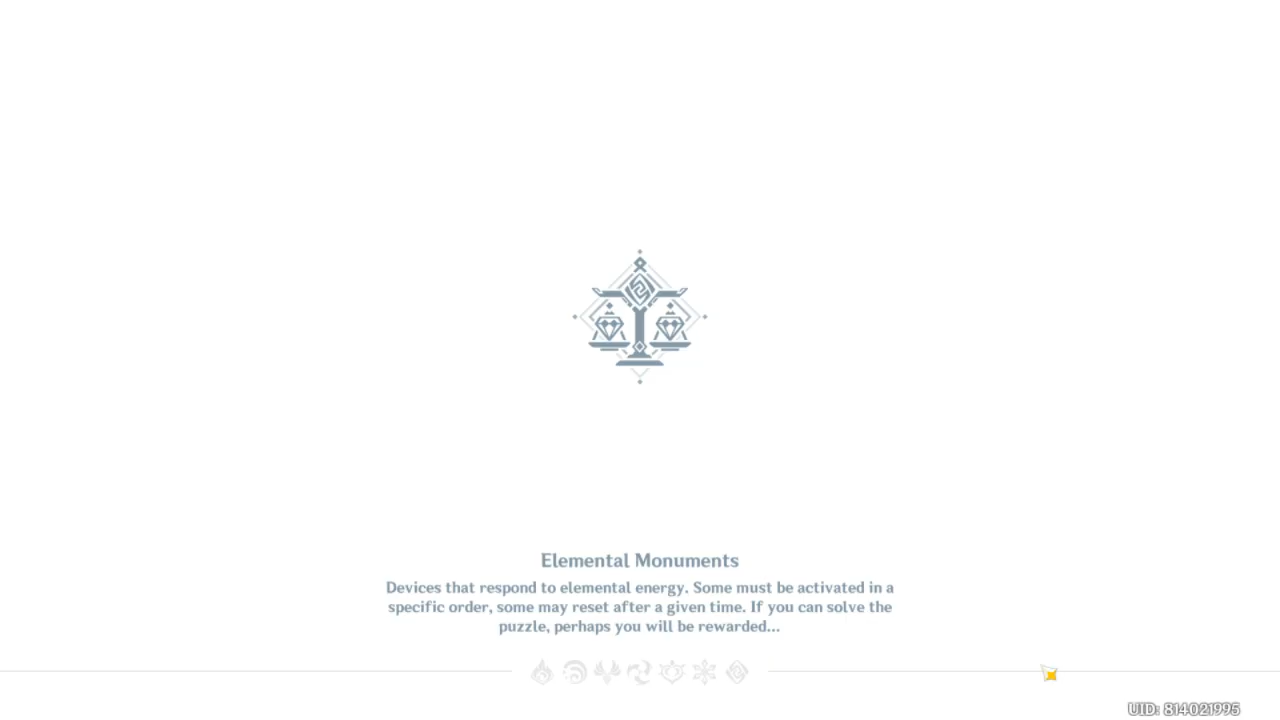 Elemental Monuments
Devices that respond to elemental energy. Some must be activated in a
specific order, some may reset after a given time. If you can solve the
puzzle, perhaps you will be rewarded...
UID: 814021995